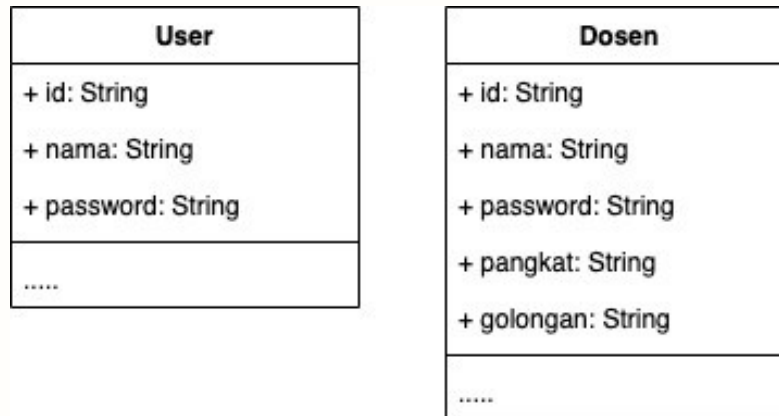 User
+ id: String
+ nama: String
+ password: String
.....
Dosen
+ id: String
+ nama: String
+ password: String
+ pangkat: String
+ golongan: String
.....